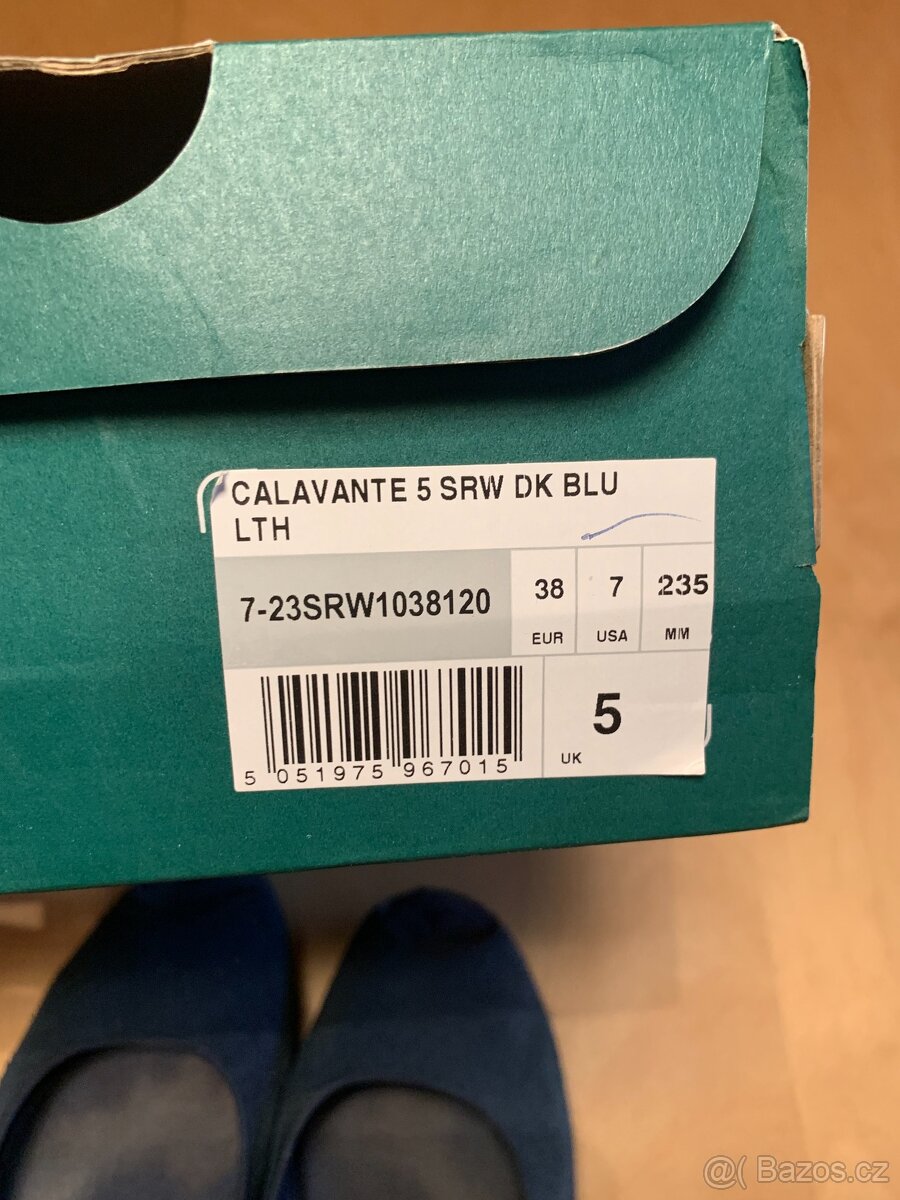 CALAVANTE 5 SRW DK BLU
LTH
7-23SRW1038120
38 7 235
EUR USA MM
5
UK
5 051975 967015
@( Bazos.cz